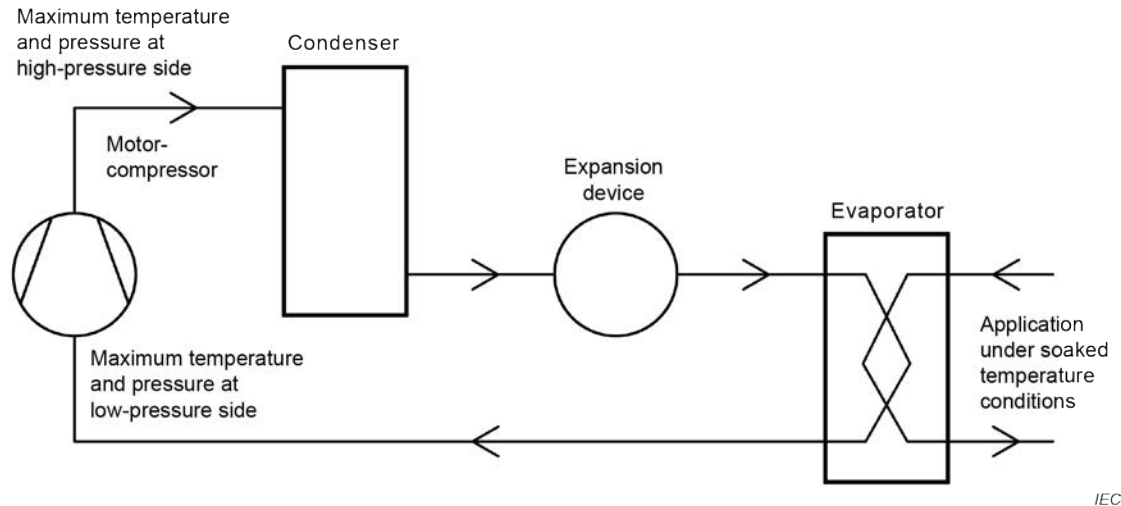 Maximum temperature
and pressure at
high-pressure side
Condenser
Motor-
compressor
Expansion
device
Evaporator
Maximum temperature
and pressure at
low-pressure side
Application
under soaked
temperature
conditions
IEC